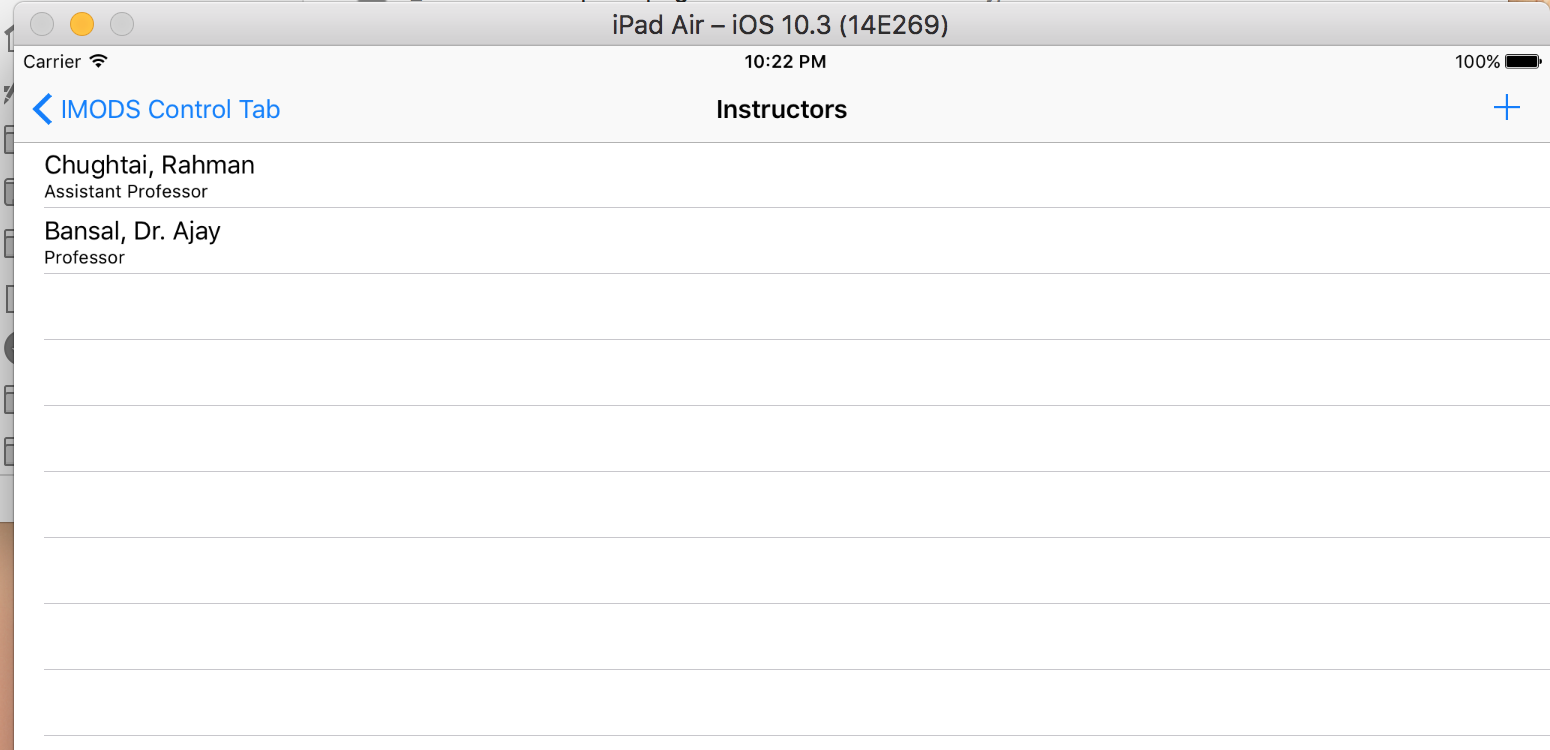 iPad Air – iOS 10.3 (14E269)
Carrier 10:22 PM 100%
IMODS Control Tab Instructors +
Chughtai, Rahman
Assistant Professor
Bansal, Dr. Ajay
Professor